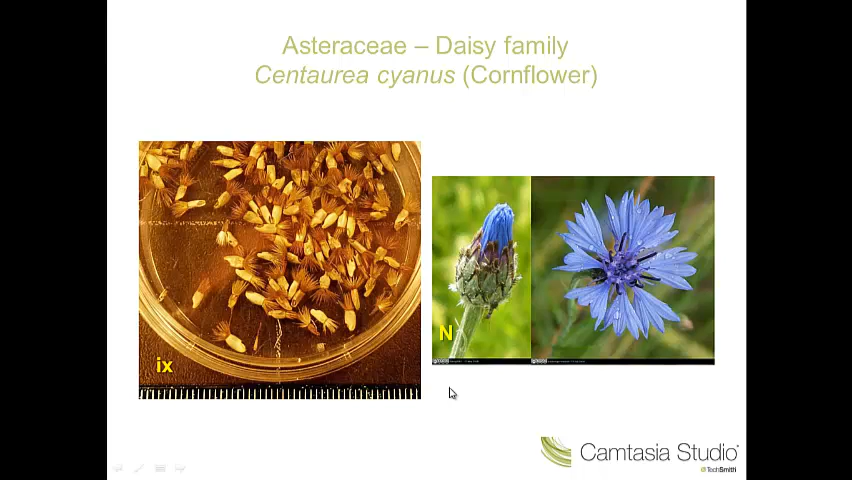 Asteraceae – Daisy family
Centaurea cyanus (Cornflower)
N
ix
Camtasia Studio
TechSmith